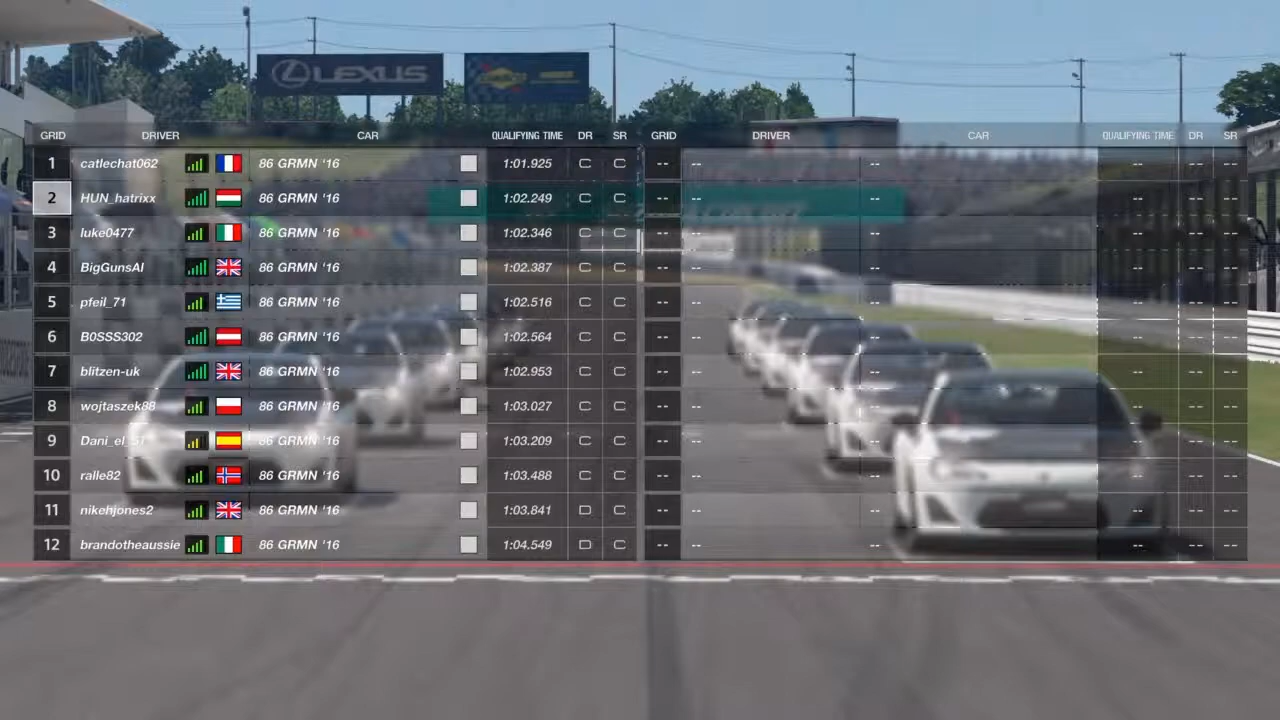 LEXUS
GRID DRIVER CAR QUALIFYING TIME DR SR GRID DRIVER CAR QUALIFYING TIME DR SR
1 catlechat062 86 GRMN '16 1:01.925 C C -- -- -- -- -- --
2 HUN_hatrixx 86 GRMN '16 1:02.249 C C -- -- -- -- -- --
3 luke0477 86 GRMN '16 1:02.346 C C -- -- -- -- -- --
4 BigGunsAl 86 GRMN '16 1:02.387 C C -- -- -- -- -- --
5 pfeil_71 86 GRMN '16 1:02.516 C C -- -- -- -- -- --
6 B0SSS302 86 GRMN '16 1:02.564 C C -- -- -- -- -- --
7 blitzen-uk 86 GRMN '16 1:02.953 C C -- -- -- -- -- --
8 wojtaszek88 86 GRMN '16 1:03.027 C C -- -- -- -- -- --
9 86 GRMN '16 1:03.209 C C -- -- -- -- -- --
10 ralle82 86 GRMN '16 1:03.488 C C -- -- -- -- -- --
11 nikehjones2 86 GRMN '16 1:03.841 D C -- -- -- -- -- --
12 brandotheaussie 86 GRMN '16 1:04.549 D C -- -- -- -- -- --